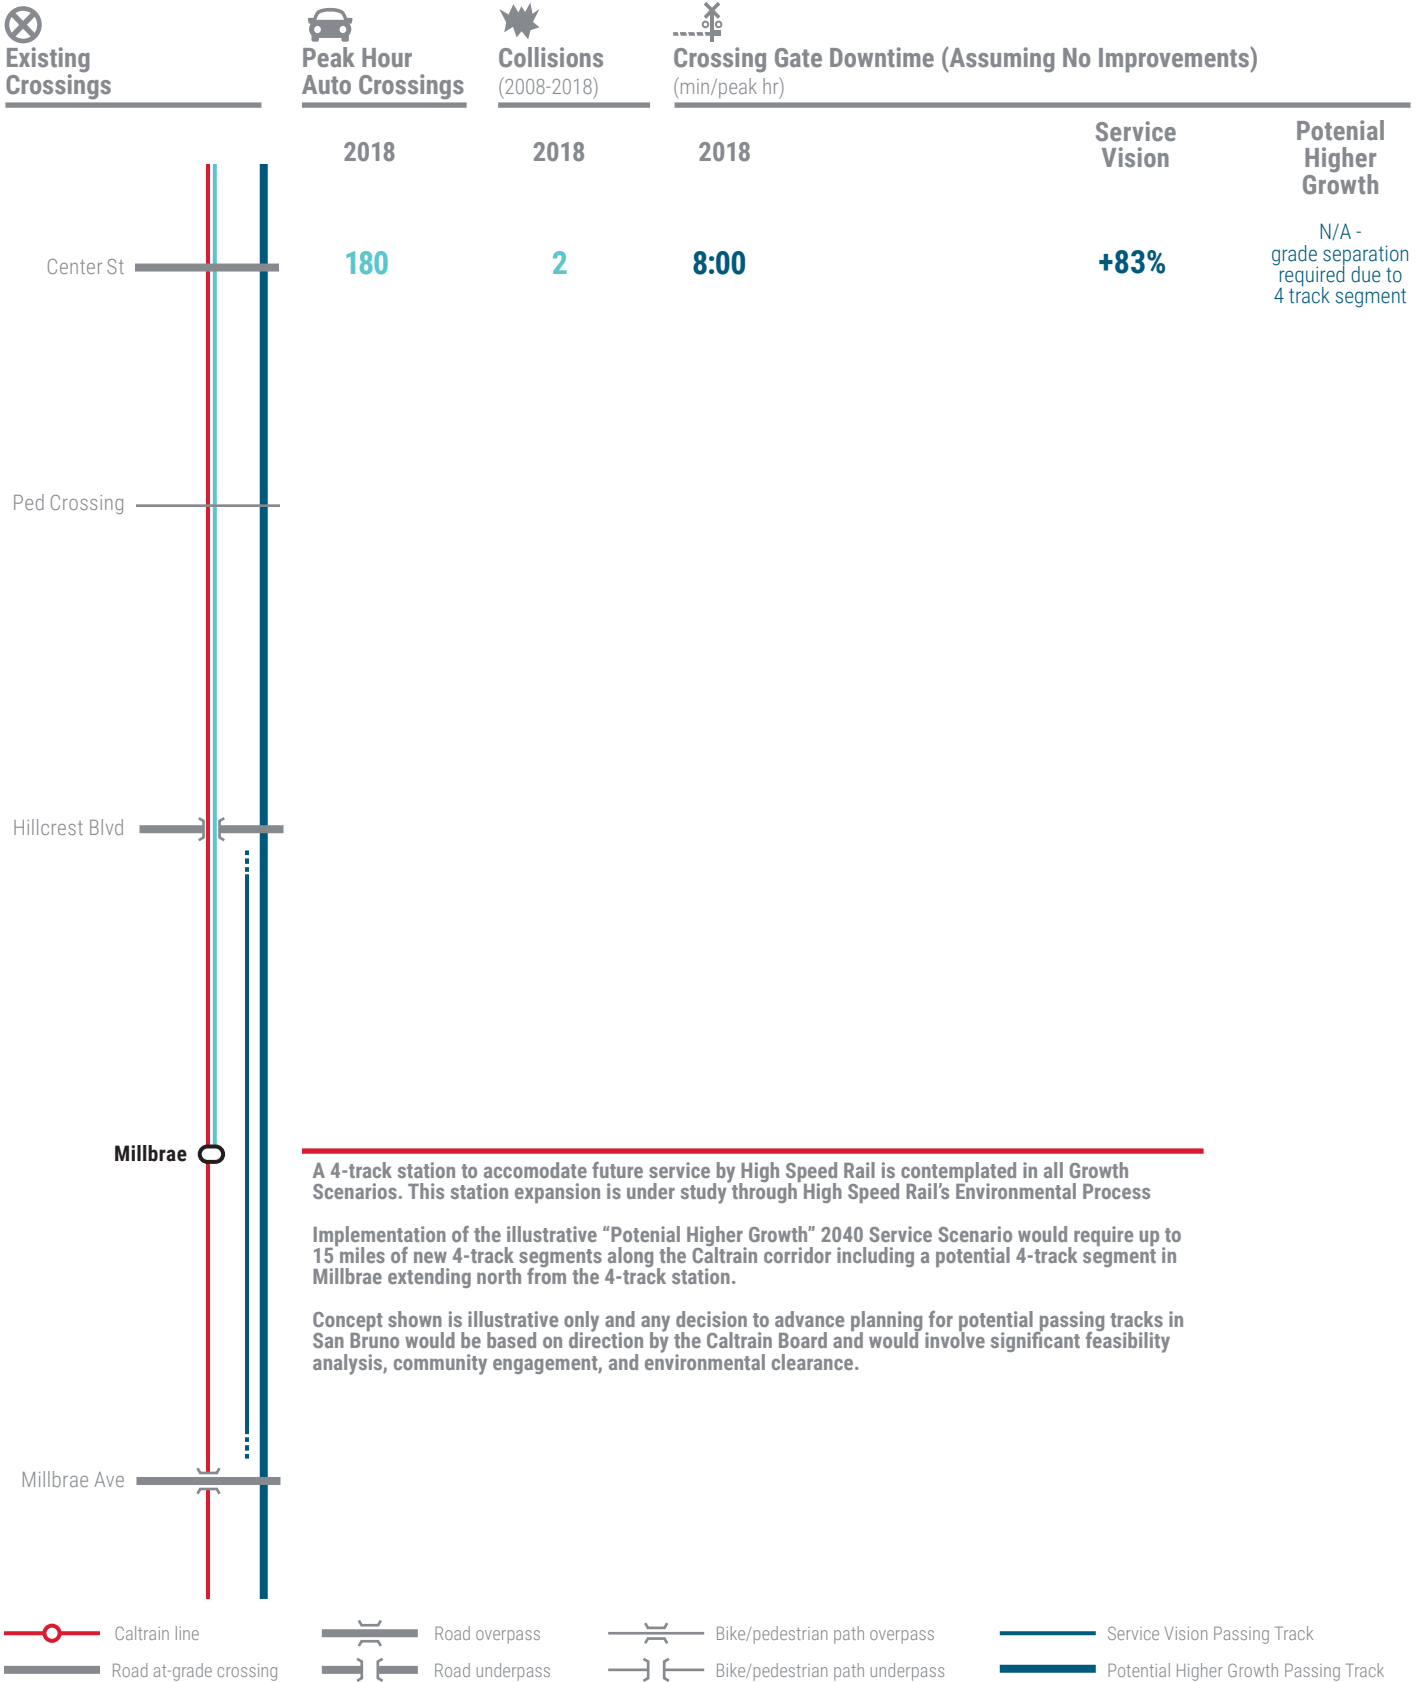 Existing
Crossings
Peak Hour
Auto Crossings
Collisions
(2008-2018)
Crossing Gate Downtime (Assuming No Improvements)
(min/peak hr)
2018
2018
2018
Service
Vision
Potenial
Higher
Growth
Center St
180
2
8:00
+83%
N/A -
grade separation
required due to
4 track segment
Ped Crossing
Hillcrest Blvd
Millbrae
A 4-track station to accomodate future service by High Speed Rail is contemplated in all Growth
Scenarios. This station expansion is under study through High Speed Rail’s Environmental Process
Implementation of the illustrative “Potenial Higher Growth” 2040 Service Scenario would require up to
15 miles of new 4-track segments along the Caltrain corridor including a potential 4-track segment in
Millbrae extending north from the 4-track station.
Concept shown is illustrative only and any decision to advance planning for potential passing tracks in
San Bruno would be based on direction by the Caltrain Board and would involve significant feasibility
analysis, community engagement, and environmental clearance.
Millbrae Ave
Caltrain line
Road overpass
Bike/pedestrian path overpass
Service Vision Passing Track
Road at-grade crossing
Road underpass
Bike/pedestrian path underpass
Potential Higher Growth Passing Track